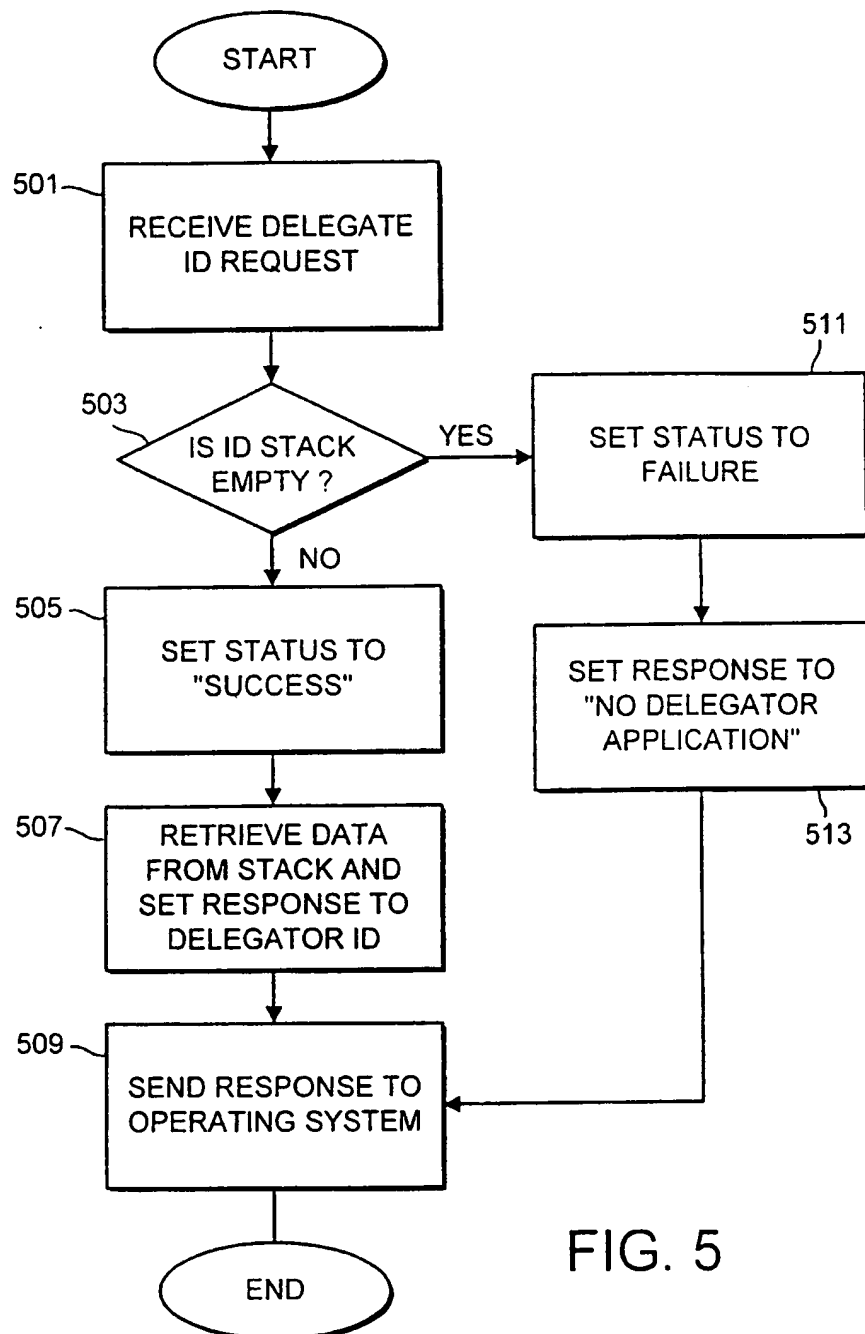 START
501
RECEIVE DELEGATE
ID REQUEST
503
IS ID STACK
EMPTY ?
YES
NO
511
SET STATUS TO
FAILURE
505
SET STATUS TO
"SUCCESS"
SET RESPONSE TO
"NO DELEGATOR
APPLICATION"
513
507
RETRIEVE DATA
FROM STACK AND
SET RESPONSE TO
DELEGATOR ID
509
SEND RESPONSE TO
OPERATING SYSTEM
END
FIG. 5